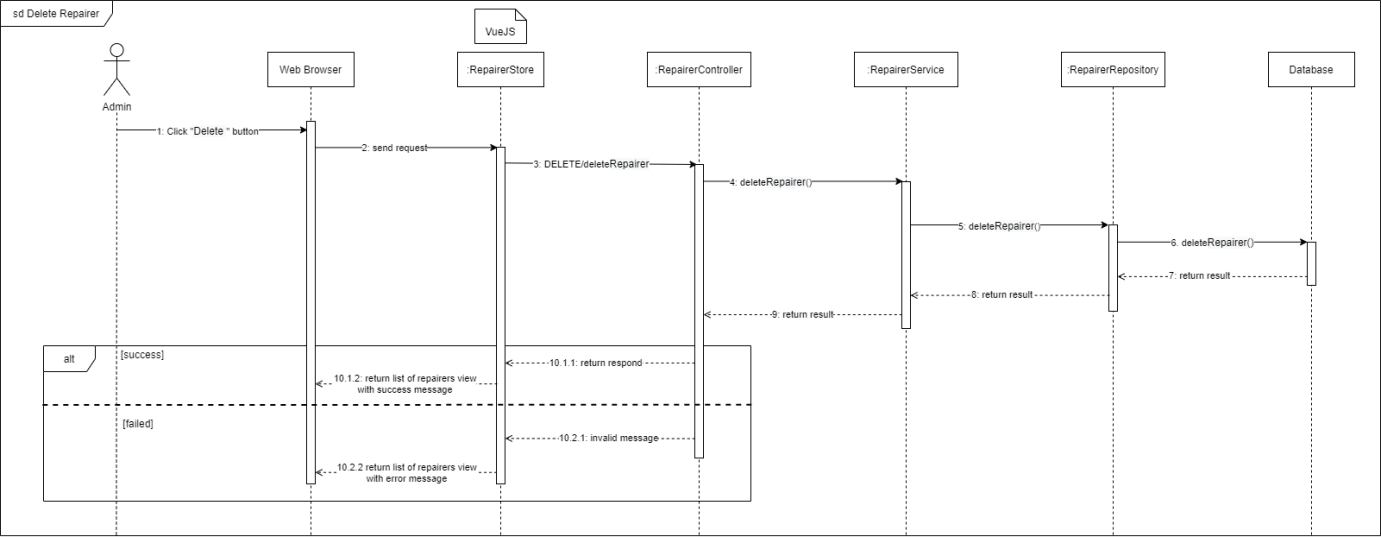 sd Delete Repairer
VueJS
Web Browser
:RepairerStore
:RepairerController
:RepairerService
:RepairerRepository
Database
Admin
1: Click "Delete " button
2: send request
3: DELETE/deleteRepairer
4: deleteRepairer()
5: deleteRepairer()
6. deleteRepairer()
7: return result
8: return result
9: return result
alt
[success]
10.1.1: return respond
10.1.2: return list of repairers view
with success message
[failed]
10.2.1: invalid message
10.2.2 return list of repairers view
with error message